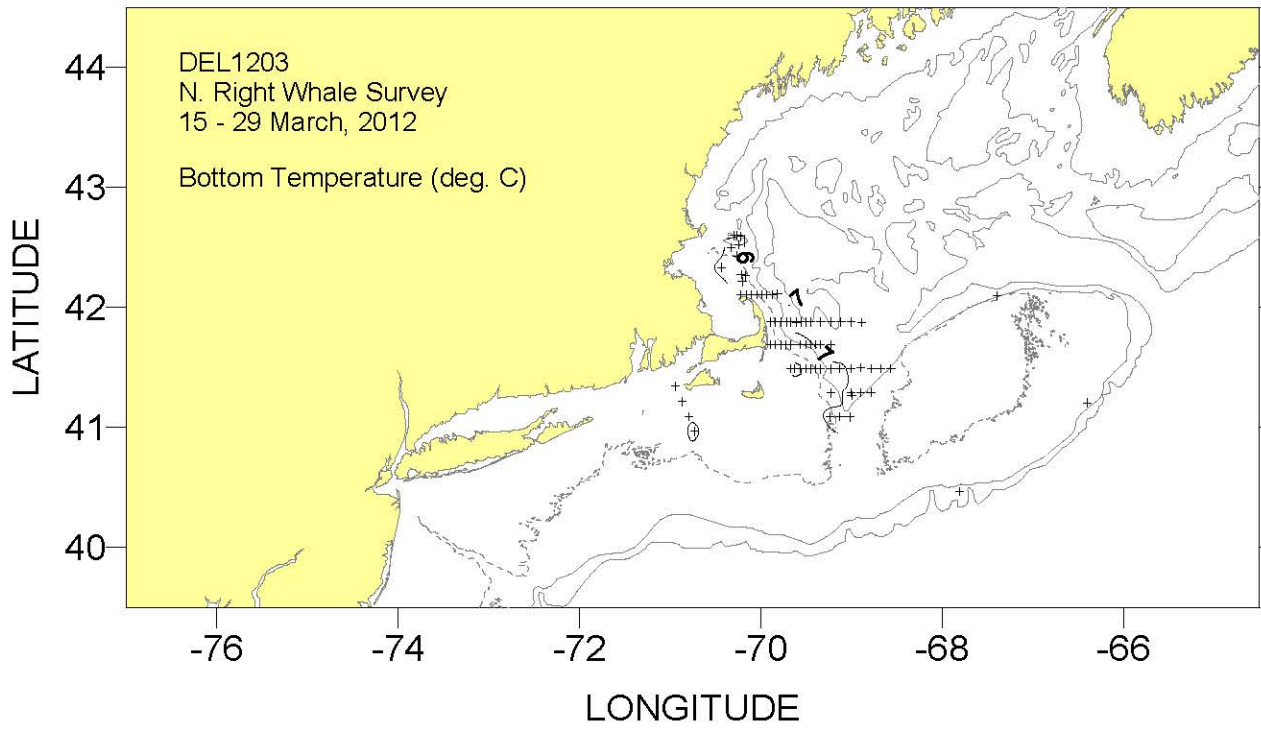 DEL1203
N. Right Whale Survey
15 - 29 March, 2012
Bottom Temperature (deg. C)
44
43
42
41
40
LATITUDE
6
7
7
-76
-74
-72
-70
-68
-66
LONGITUDE